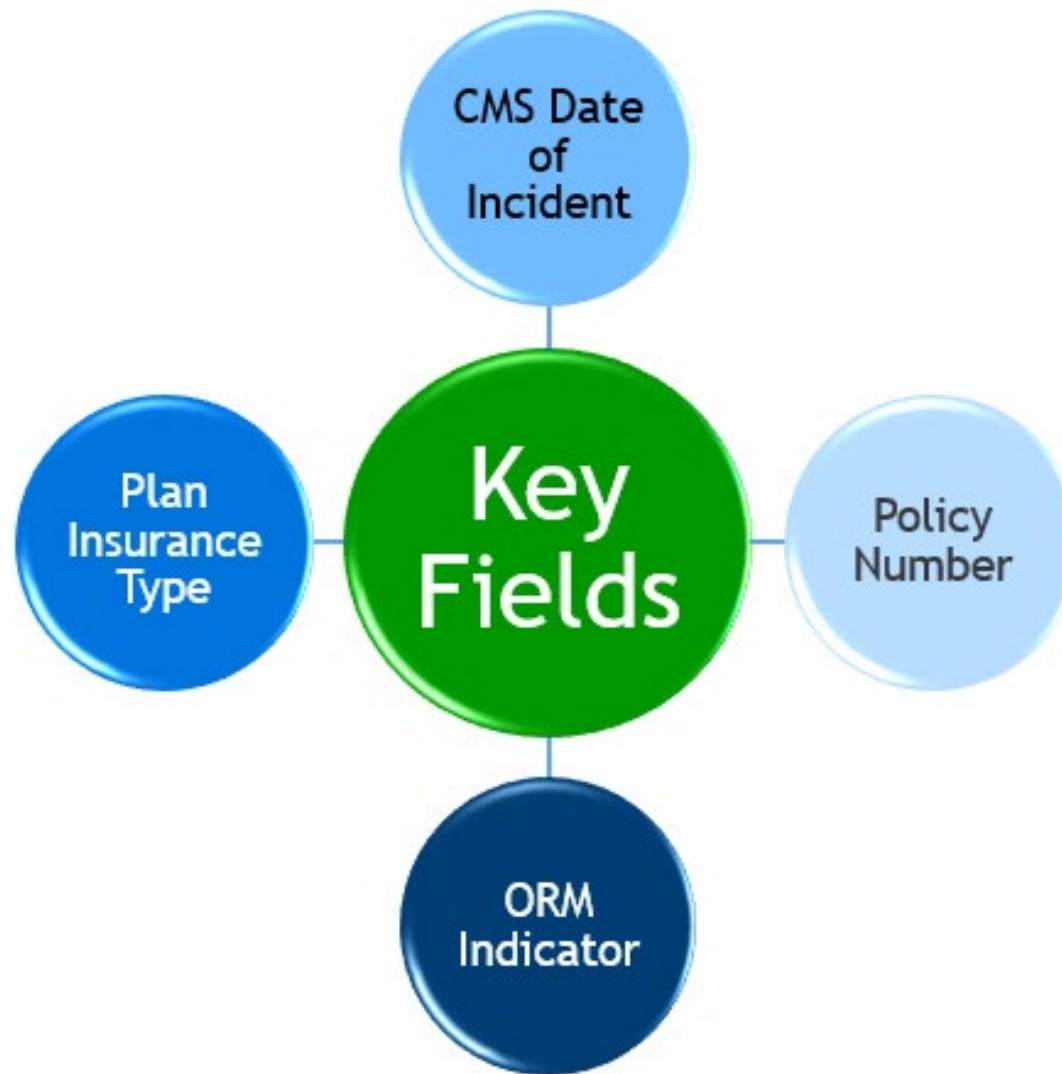 CMS Date
of
Incident
Plan
Insurance
Type
Key
Fields
Policy
Number
ORM
Indicator